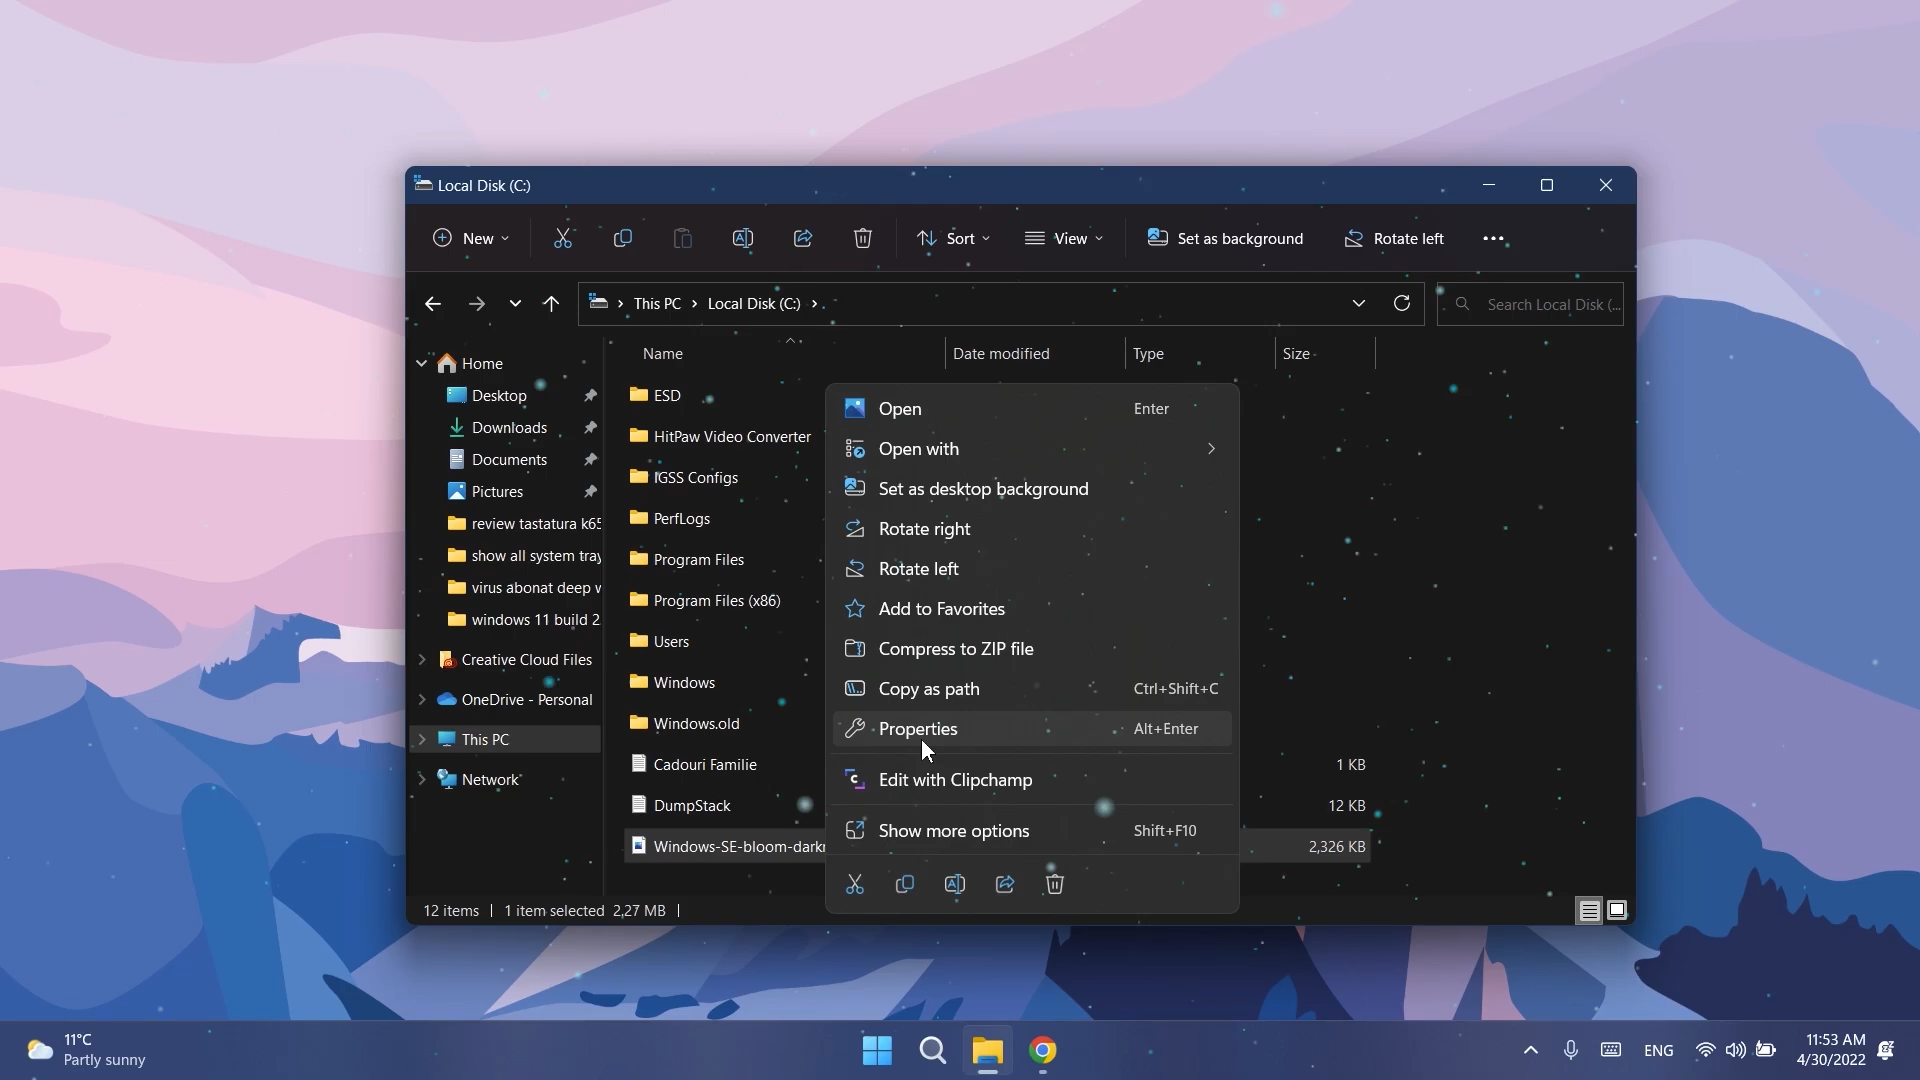 Local Disk (C:)
New
Sort
View
Set as background
Rotate left
This PC
Local Disk (C:)
Search Local Disk (...
Name
Date modified
Type
Size
Home
Desktop
Downloads
Documents
Pictures
review tastatura k65
show all system tray
virus abonat deep
windows 11 build 2
Creative Cloud Files
OneDrive - Personal
This PC
Network
ESD
HitPaw Video Converter
IGSS Configs
PerfLogs
Program Files
Program Files (x86)
Users
Windows
Windows.old
Cadouri Familie
1 KB
DumpStack
12 KB
Windows-SE-bloom-dark
2,326 KB
Open Enter
Open with
Set as desktop background
Rotate right
Rotate left
Add to Favorites
Compress to ZIP file
Copy as path Ctrl+Shift+C
Properties Alt+Enter
Edit with Clipchamp
Show more options Shift+F10
12 items 1 item selected 2,27 MB
11°C
Partly sunny
ENG
11:53 AM
4/30/2022